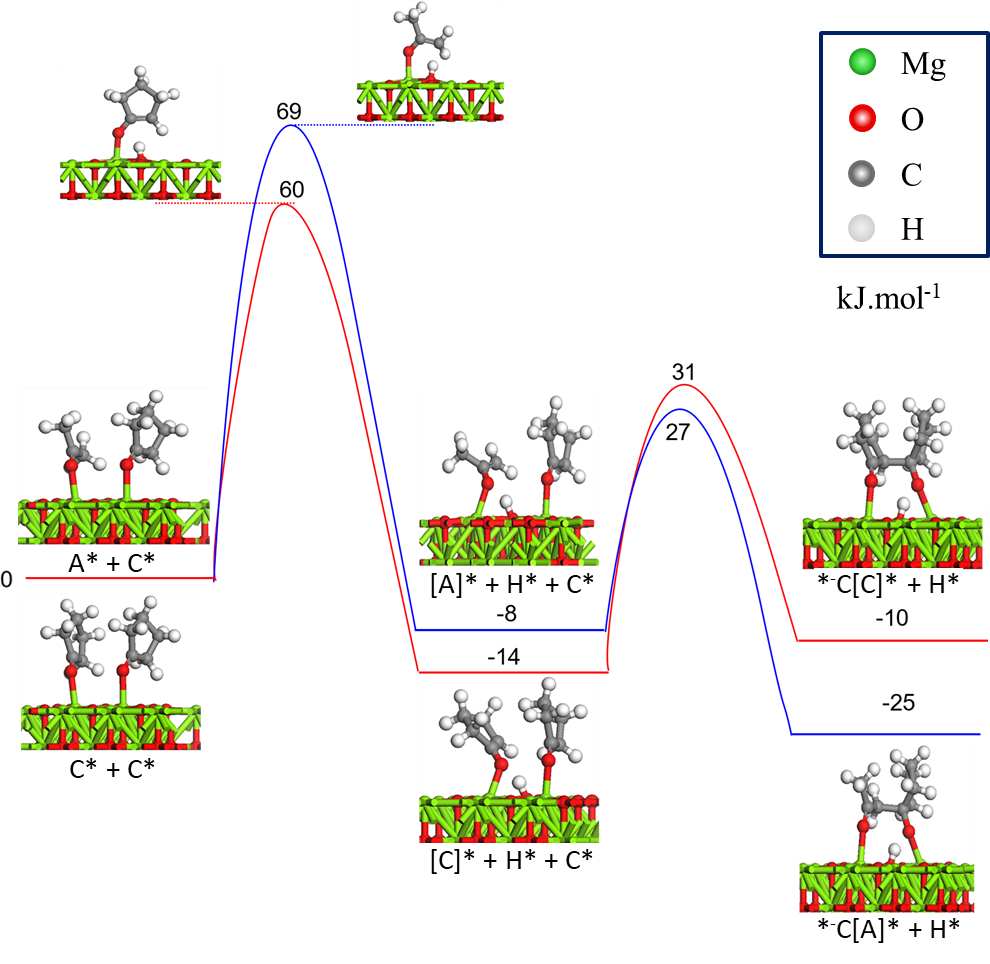 69
60
Mg
O
C
H
kJ.mol-1
31
27
A* + C*
0
[A]* + H* + C*
*-C[C]* + H*
-8
-10
-14
-25
C* + C*
[C]* + H* + C*
*-C[A]* + H*